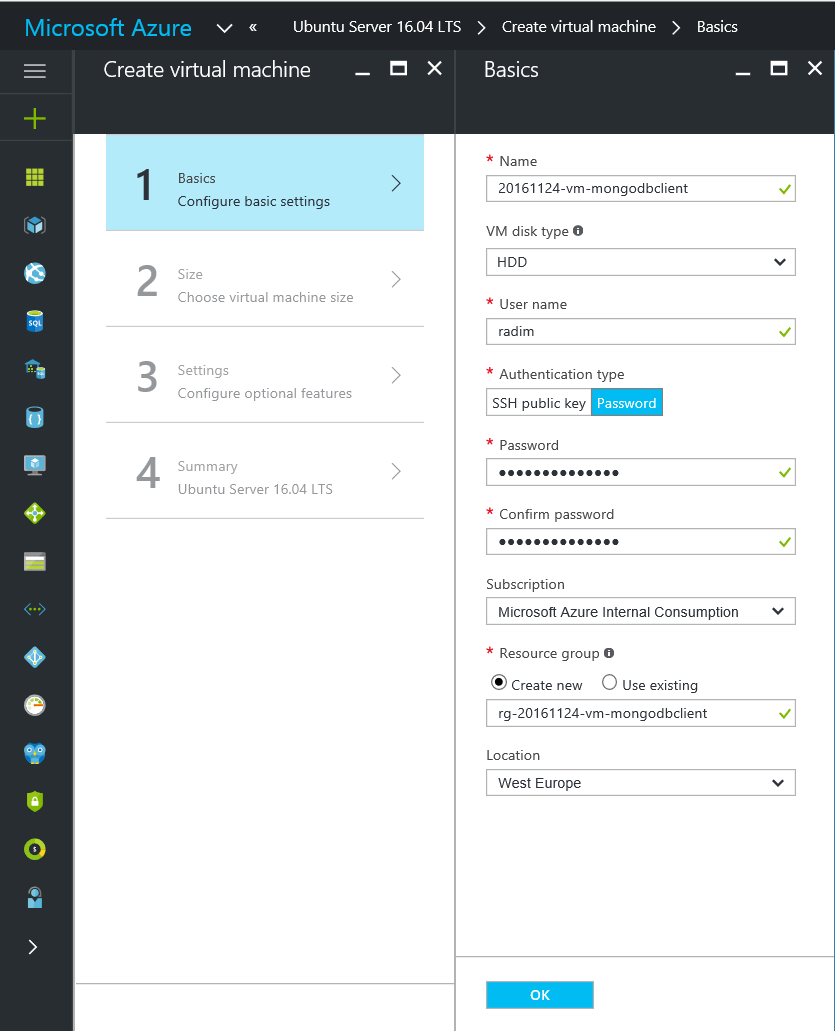 Microsoft Azure « Ubuntu Server 16.04 LTS > Create virtual machine > Basics
Create virtual machine
1
Basics
Configure basic settings
2
Size
Choose virtual machine size
3
Settings
Configure optional features
4
Summary
Ubuntu Server 16.04 LTS
Basics
* Name
20161124-vm-mongodbclient
VM disk type
HDD
* User name
radim
* Authentication type
SSH public key Password
* Password
●●●●●●●●●●●●●●
* Confirm password
●●●●●●●●●●●●●●
Subscription
Microsoft Azure Internal Consumption
* Resource group
Create new Use existing
rg-20161124-vm-mongodbclient
Location
West Europe
OK
SQL